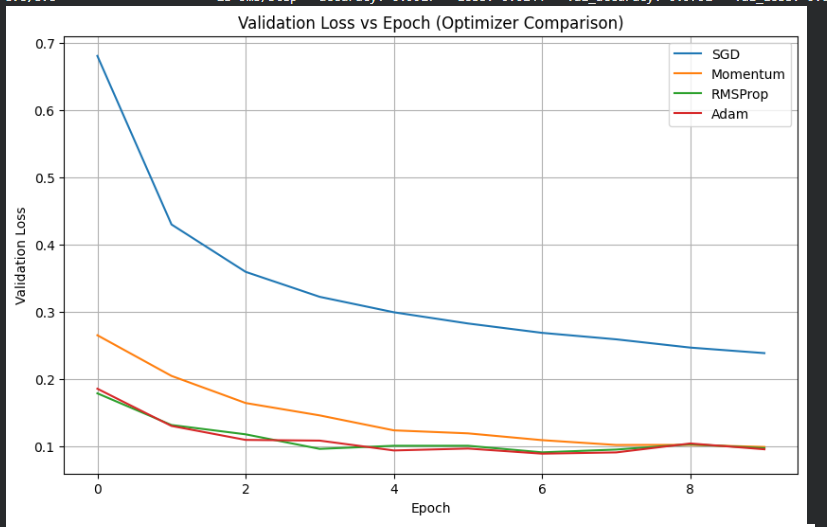 Validation Loss vs Epoch (Optimizer Comparison)
SGD
Momentum
RMSProp
Adam
Validation Loss
0.7
0.6
0.5
0.4
0.3
0.2
0.1
0
2
4
6
8
Epoch